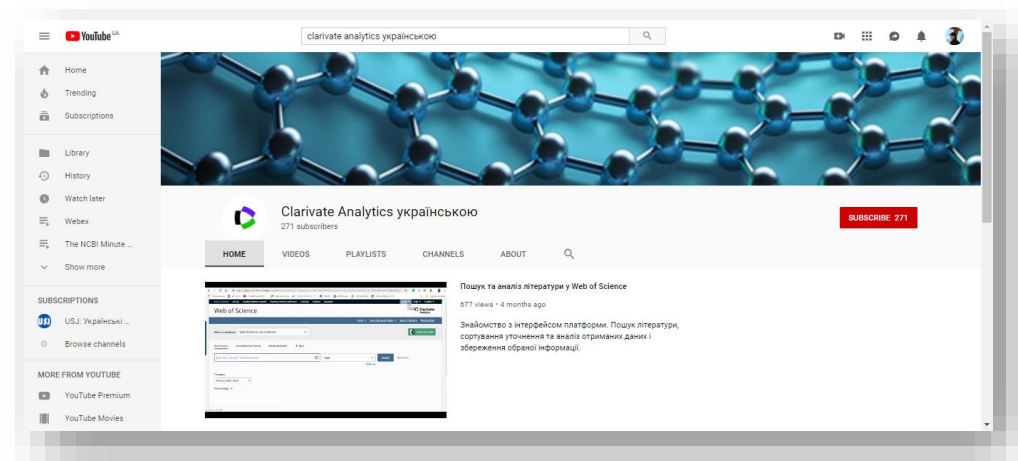 YouTube UA
clarivate analytics українською
Home
Trending
Subscriptions
Library
History
Watch later
Webex
The NCBI Minute ...
Show more
SUBSCRIPTIONS
USJ: Українські ...
Browse channels
MORE FROM YOUTUBE
YouTube Premium
YouTube Movies
Clarivate Analytics українською
271 subscribers
SUBSCRIBE 271
HOME VIDEOS PLAYLISTS CHANNELS ABOUT
Web of Science
Пошук та аналіз літератури у Web of Science
677 views • 4 months ago
Знайомство з інтерфейсом платформи. Пошук літератури,
сортування уточнення та аналіз отриманих даних і
збереження обраної інформації.